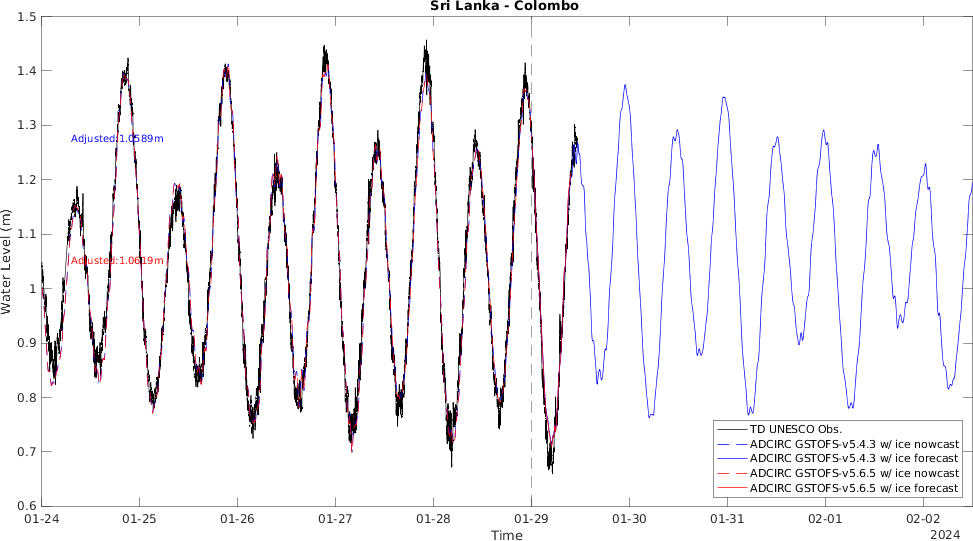 Sri Lanka - Colombo
1.5
1.4
1.3
1.2
1.1
1
0.9
0.8
0.7
0.6
Water Level (m)
Adjusted:1.0589m
Adjusted:1.0619m
TD UNESCO Obs.
ADCIRC GSTOFS-v5.4.3 w/ ice nowcast
ADCIRC GSTOFS-v5.4.3 w/ ice forecast
ADCIRC GSTOFS-v5.6.5 w/ ice nowcast
ADCIRC GSTOFS-v5.6.5 w/ ice forecast
01-24 01-25 01-26 01-27 01-28 01-29 01-30 01-31 02-01 02-02
Time
2024